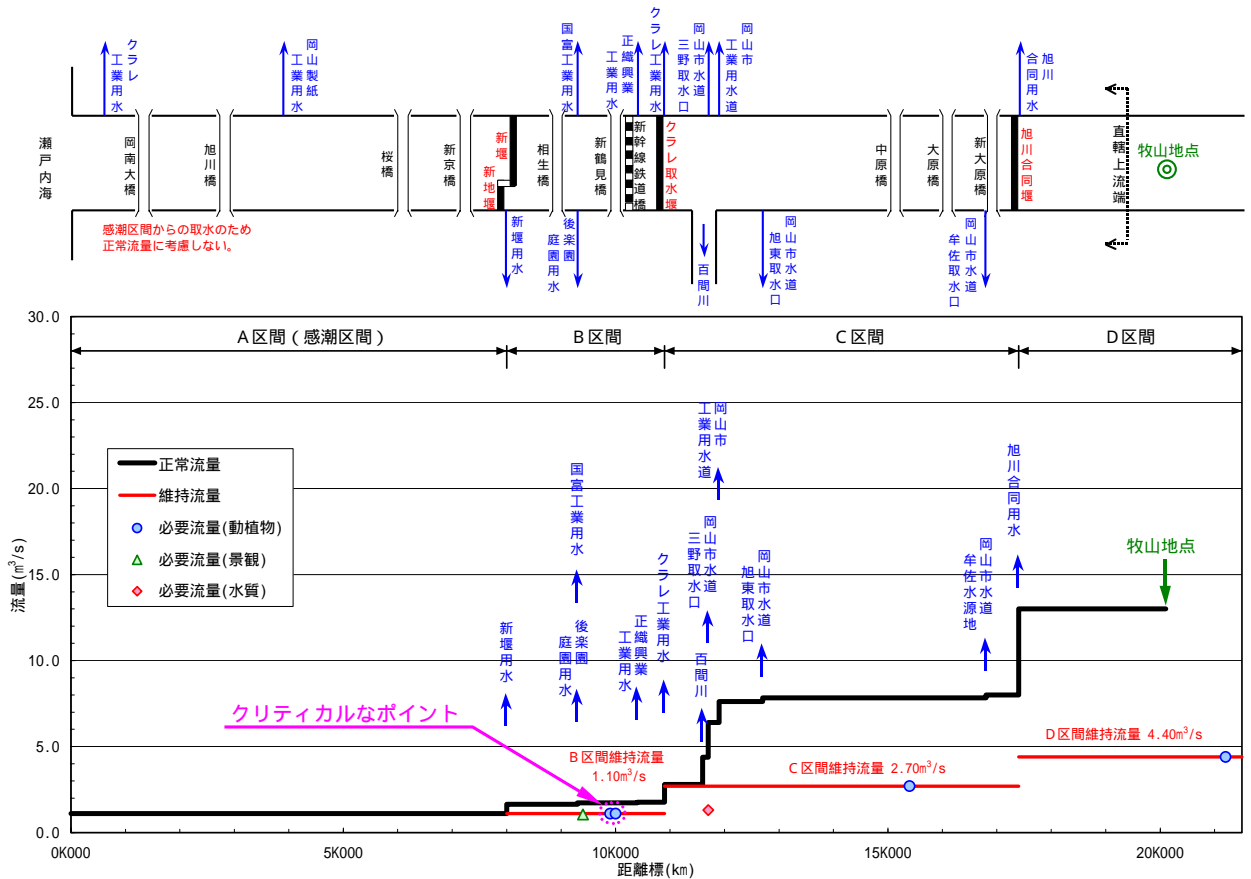 クラレ
工業用水
岡山製紙
工業用水
国富工業用水
正織興業
工業用水
クラレ工業用水
岡山市水道
三野取水口
岡山市
工業用水道
旭川
合同用水
瀬戸内海
岡南大橋
旭川橋
桜橋
新京橋
新堰
新地堰
相生橋
新鶴見橋
新幹線鉄道橋
クラレ取水堰
中原橋
大原橋
新大原橋
旭川合同堰
直轄上流端
牧山地点
感潮区間からの取水のため
正常流量に考慮しない。
新堰用水
後楽園
庭園用水
百間川
岡山市水道
旭東取水口
岡山市水道
牟佐取水口
30.0
25.0
20.0
15.0
10.0
5.0
0.0
流量(m³/s)
A区間(感潮区間)
B区間
C区間
D区間
正常流量
維持流量
必要流量(動植物)
必要流量(景観)
必要流量(水質)
新堰用水
国富工業用水
後楽園
庭園用水
正織興業
工業用水
クラレ工業用水
百間川
岡山市水道
三野取水口
岡山市
工業用水道
岡山市水道
旭東取水口
岡山市水道
牟佐水源地
旭川合同用水
牧山地点
クリティカルなポイント
B区間維持流量
1.10m³/s
C区間維持流量 2.70m³/s
D区間維持流量 4.40m³/s
0K000
5K000
10K000
15K000
20K000
距離標(km)